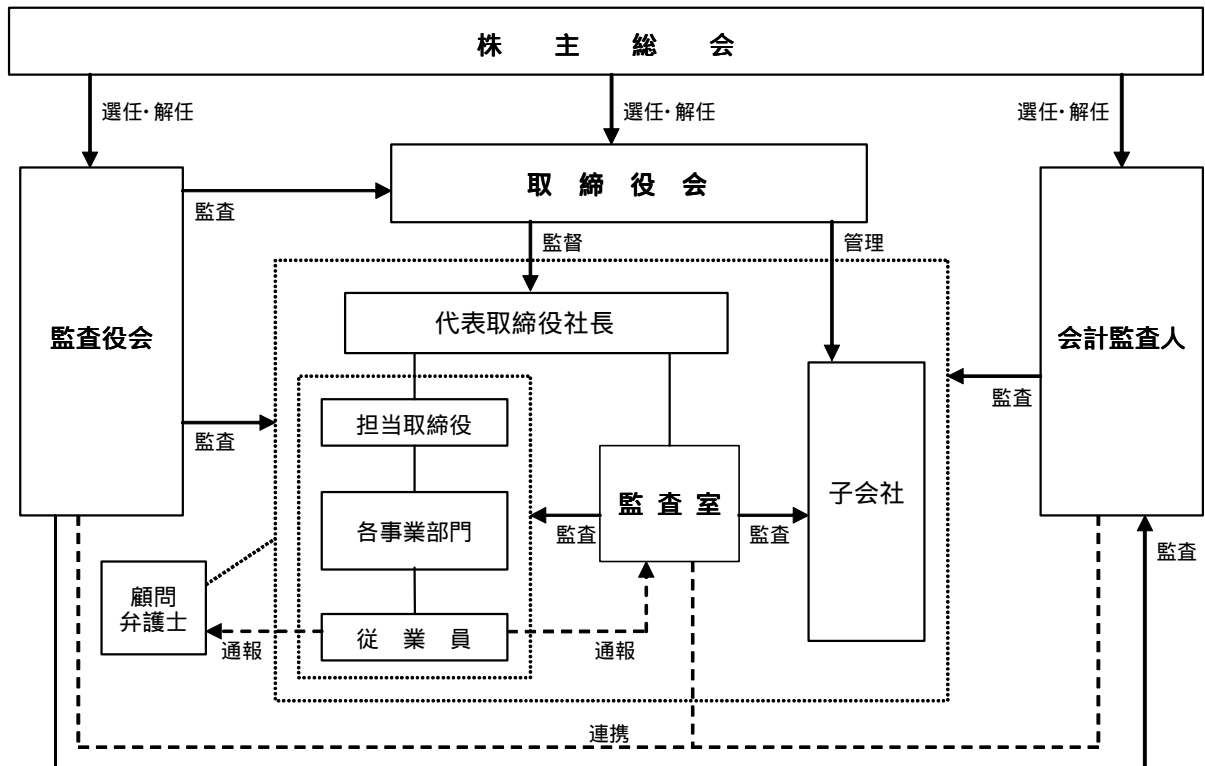 株主総会
選任・解任
選任・解任
選任・解任
取締役会
監査
監督
管理
代表取締役社長
監査役会
会計監査人
担当取締役
監査
監査
監査室
子会社
各事業部門
監査
監査
監査
顧問
弁護士
従業員
通報
通報
連携